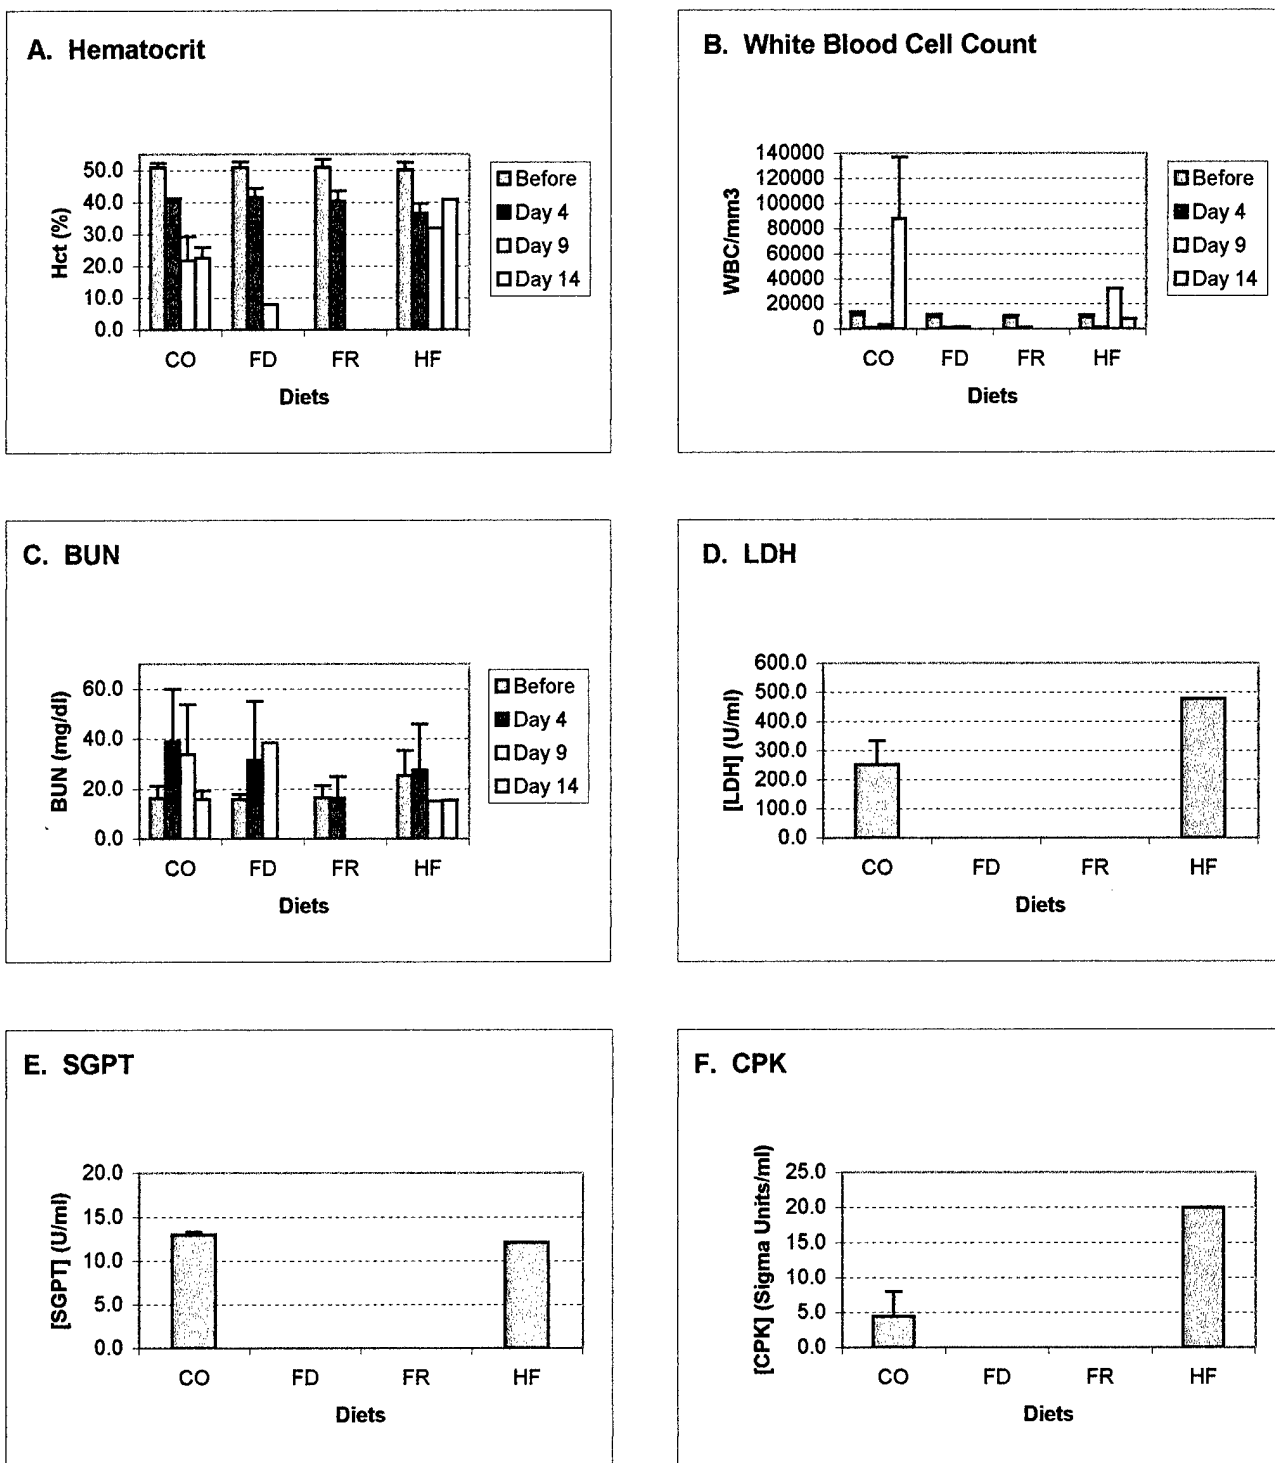 A. Hematocrit
Hct (%)
50.0
40.0
30.0
20.0
10.0
0.0
CO FD FR HF
Diets
Before
Day 4
Day 9
Day 14
B. White Blood Cell Count
WBC/mm3
140000
120000
100000
80000
60000
40000
20000
0
CO FD FR HF
Diets
Before
Day 4
Day 9
Day 14
C. BUN
BUN (mg/dl)
60.0
40.0
20.0
0.0
CO FD FR HF
Diets
Before
Day 4
Day 9
Day 14
D. LDH
[LDH] (U/ml)
600.0
500.0
400.0
300.0
200.0
100.0
0.0
CO FD FR HF
Diets
E. SGPT
[SGPT] (U/ml)
20.0
15.0
10.0
5.0
0.0
CO FD FR HF
Diets
F. CPK
[CPK] (Sigma Units/ml)
25.0
20.0
15.0
10.0
5.0
0.0
CO FD FR HF
Diets